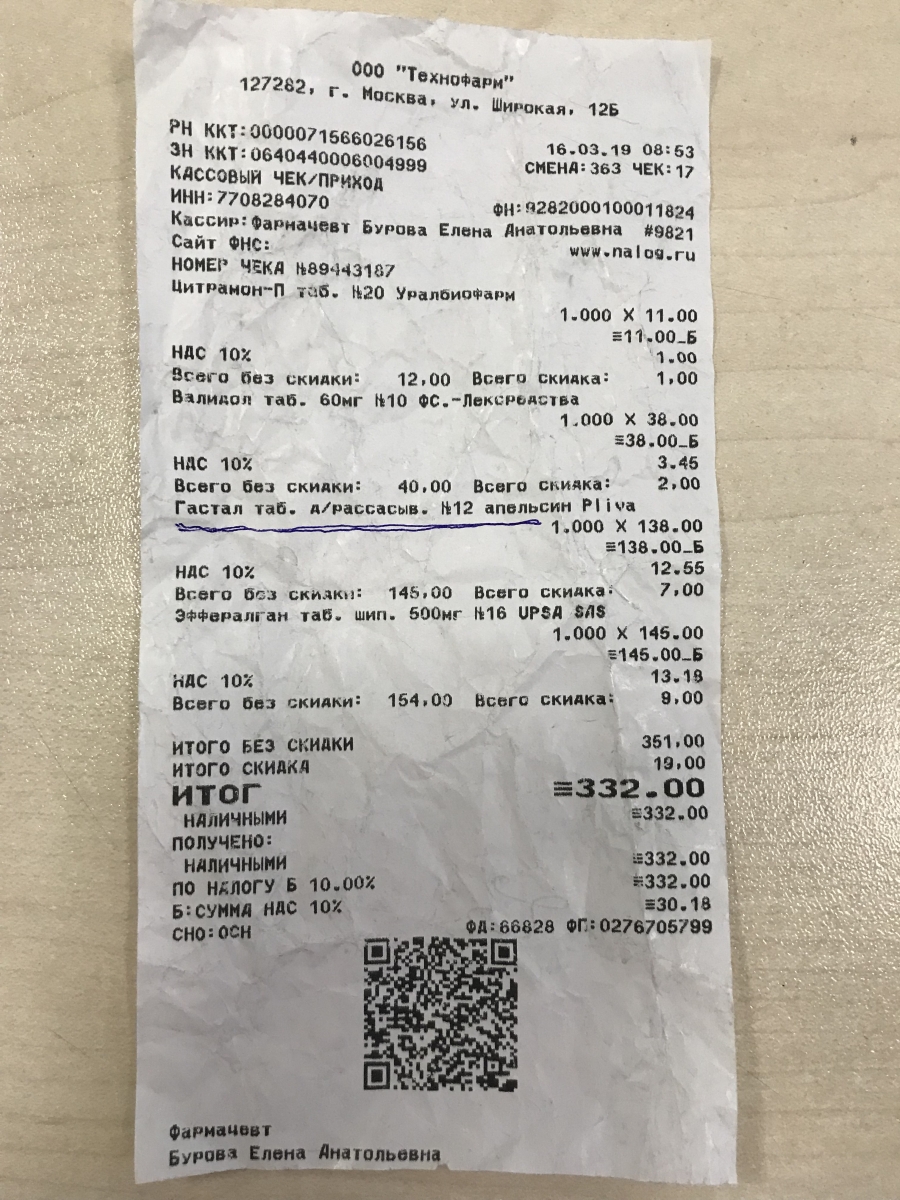 ООО "Технофарм"
127282, г. Москва, ул. Широкая, 12Б
РН ККТ:0000071566026156 16.03.19 08:53
ЗН ККТ:0640440006004999 СМЕНА:363 ЧЕК:17
КАССОВЫЙ ЧЕК/ПРИХОД
ИНН:7708284070 ФН:9282000100011824
Кассир:Фармачевт Бурова Елена Анатольевна #9821
Сайт ФНС: www.nalog.ru
НОМЕР ЧЕКА №89443187
Цитрамон-П таб. №20 Уралбиофарм
1.000 X 11.00
≡11.00_Б
НДС 10% 1.00
Всего без скидки: 12,00 Всего скидка: 1,00
Валидол таб. 60мг №10 ФС.-Лексредства
1.000 X 38.00
≡38.00_Б
НДС 10% 3.45
Всего без скидки: 40,00 Всего скидка: 2,00
Гастал таб. д/рассасыв. №12 апельсин Pliva
1.000 X 138.00
≡138.00_Б
НДС 10% 12.55
Всего без скидки: 145,00 Всего скидка: 7,00
Эффералган таб. шип. 500мг №16 UPSA SAS
1.000 X 145.00
≡145.00_Б
НДС 10% 13.18
Всего без скидки: 154,00 Всего скидка: 9,00
ИТОГО БЕЗ СКИДКИ 351,00
ИТОГО СКИДКА 19,00
ИТОГ ≡332.00
НАЛИЧНЫМИ ≡332.00
ПОЛУЧЕНО:
НАЛИЧНЫМИ ≡332.00
ПО НАЛОГУ Б 10.00% ≡332.00
Б:СУММА НДС 10% ≡30.18
СНО:ОСН ФД:66828 ФП:0276705799
Фармачевт
Бурова Елена Анатольевна